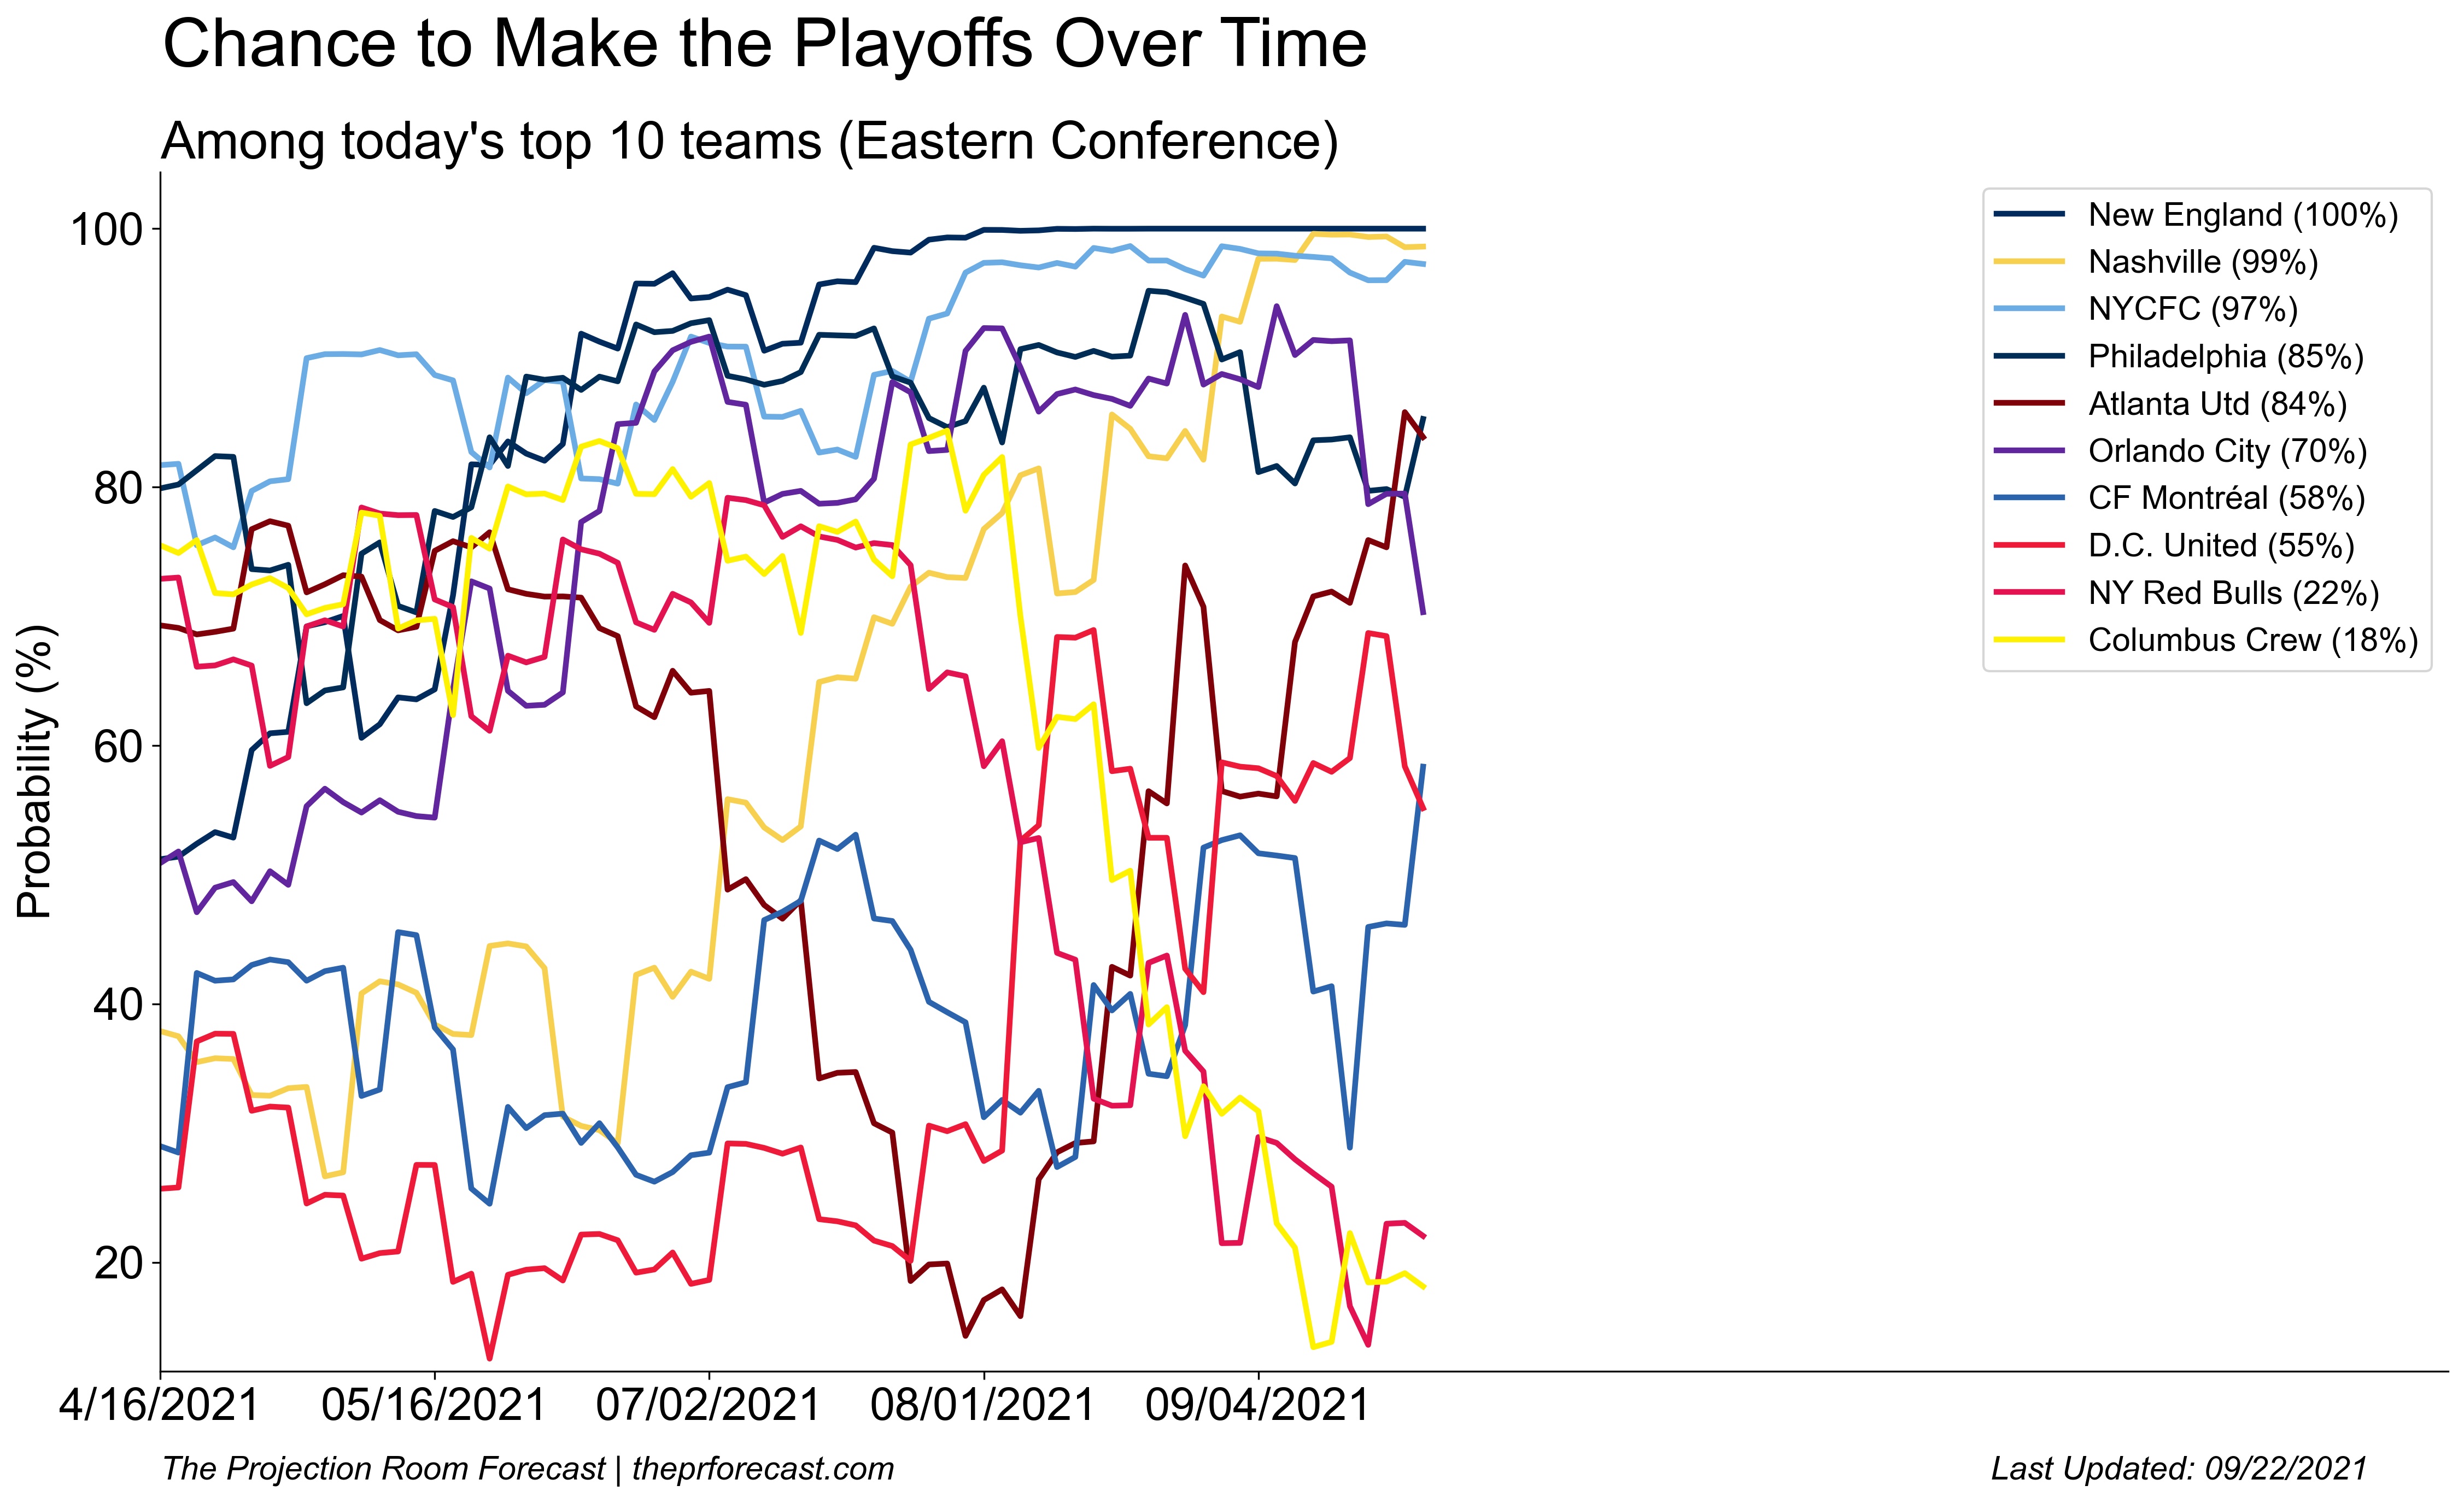 Chance to Make the Playoffs Over Time
Among today's top 10 teams (Eastern Conference)
Probability (%)
100
80
60
40
20
4/16/2021
05/16/2021
07/02/2021
08/01/2021
09/04/2021
New England (100%)
Nashville (99%)
NYCFC (97%)
Philadelphia (85%)
Atlanta Utd (84%)
Orlando City (70%)
CF Montréal (58%)
D.C. United (55%)
NY Red Bulls (22%)
Columbus Crew (18%)
The Projection Room Forecast | theprforecast.com
Last Updated: 09/22/2021